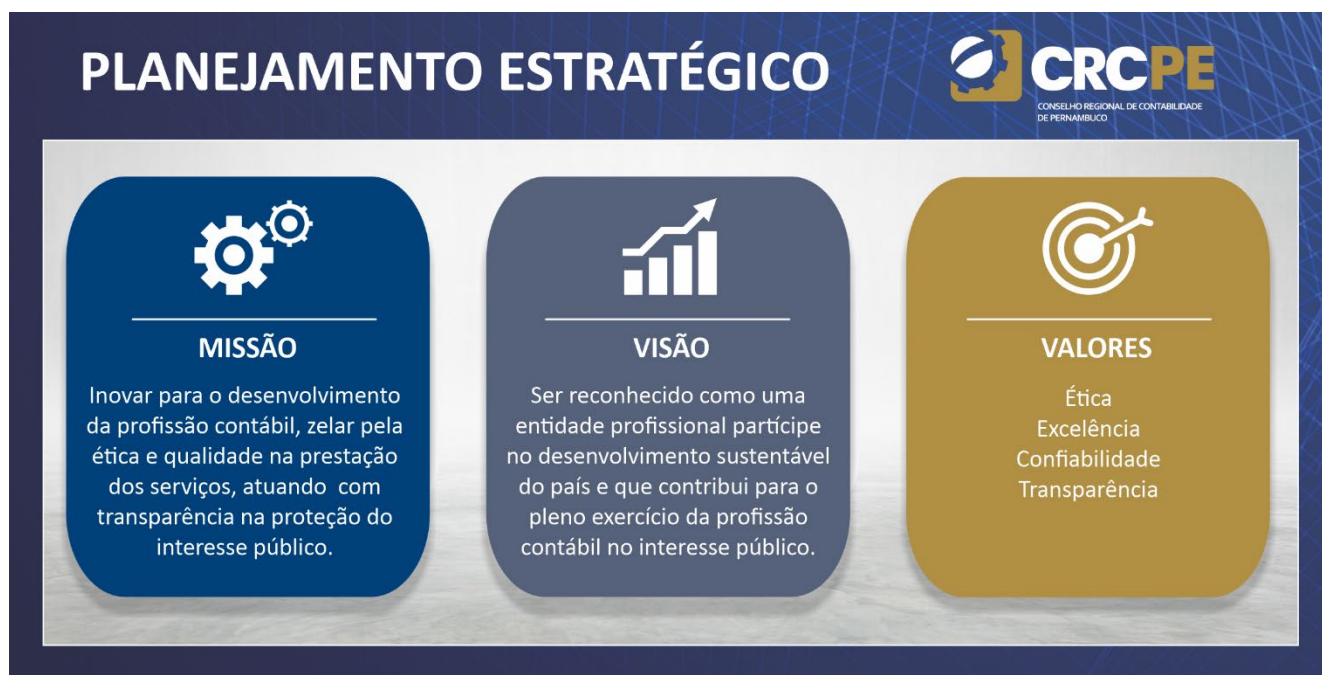 PLANEJAMENTO ESTRATÉGICO
CRCPE
CONSELHO REGIONAL DE CONTABILIDADE
DE PERNAMBUCO
MISSÃO
Inovar para o desenvolvimento
da profissão contábil, zelar pela
ética e qualidade na prestação
dos serviços, atuando com
transparência na proteção do
interesse público.
VISÃO
Ser reconhecido como uma
entidade profissional partícipe
no desenvolvimento sustentável
do país e que contribui para o
pleno exercício da profissão
contábil no interesse público.
VALORES
Ética
Excelência
Confiabilidade
Transparência